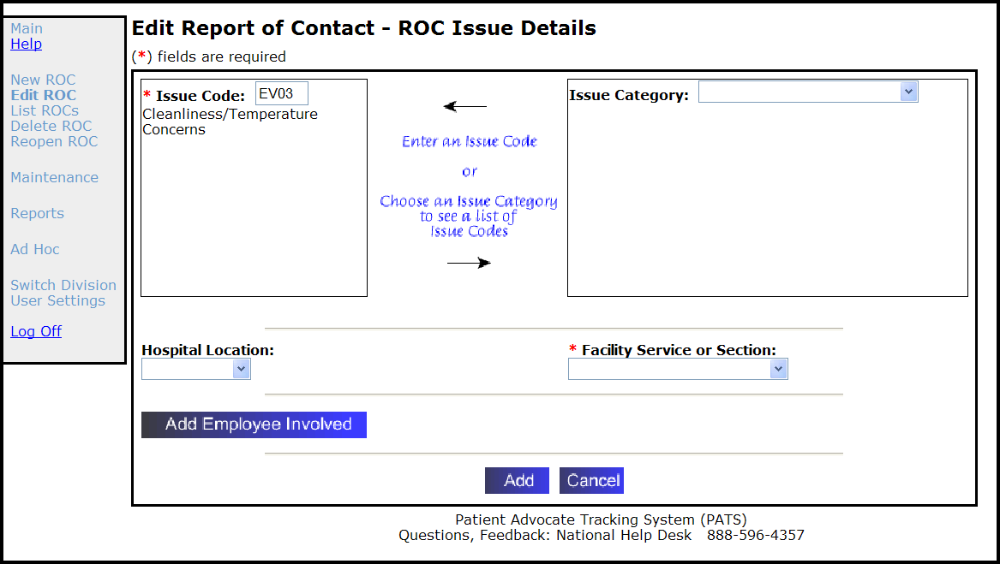 Main
Help
New ROC
Edit ROC
List ROCs
Delete ROC
Reopen ROC
Maintenance
Reports
Ad Hoc
Switch Division
User Settings
Log Off
Edit Report of Contact - ROC Issue Details
(*) fields are required
* Issue Code: EV03
Cleanliness/Temperature
Concerns
Enter an Issue Code
or
Choose an Issue Category
to see a list of
Issue Codes
Issue Category:
Hospital Location:
* Facility Service or Section:
Add Employee Involved
Add Cancel
Patient Advocate Tracking System (PATS)
Questions, Feedback: National Help Desk 888-596-4357